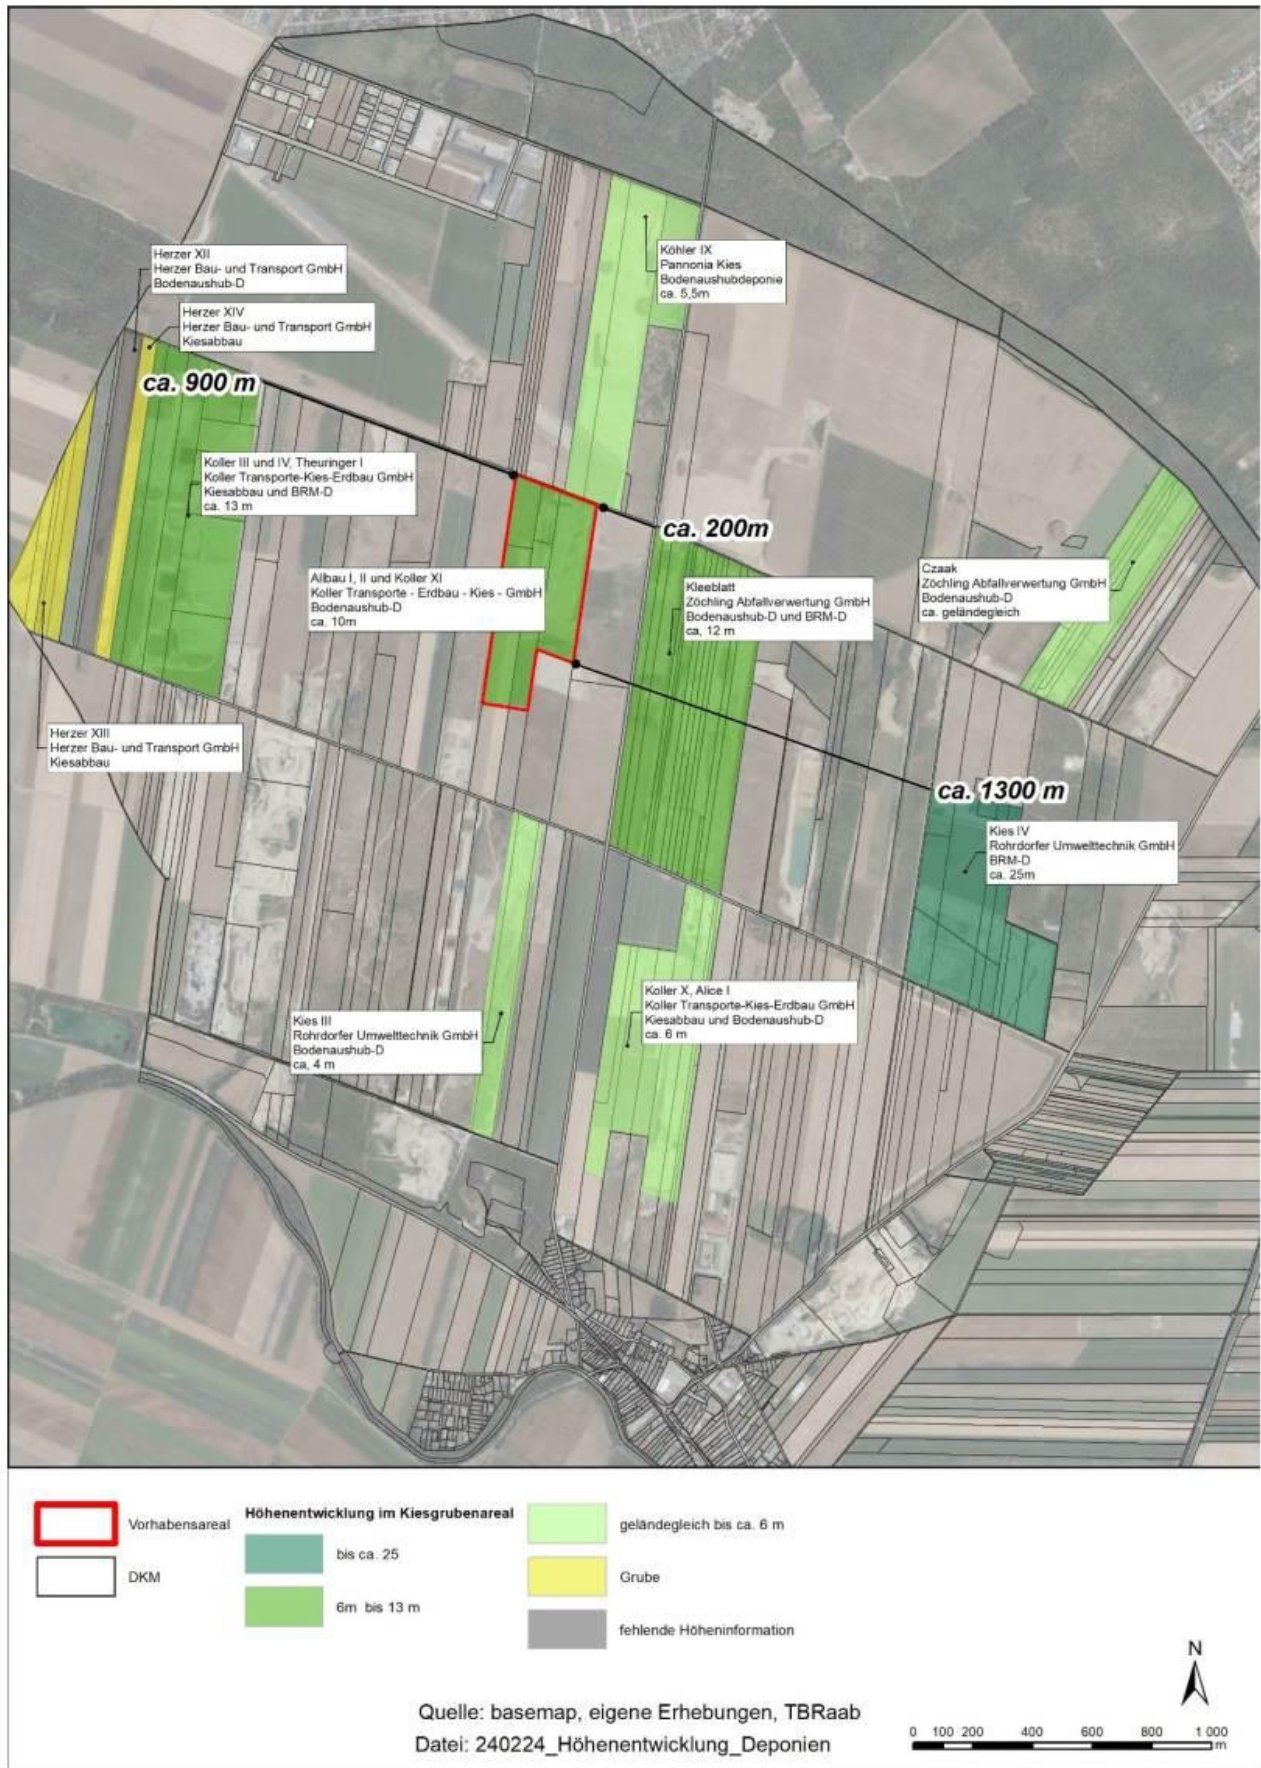 Köhler IX
Pannonia Kies
Bodenaushubdeponie
ca. 5,5m
Herzer XII
Herzer Bau- und Transport GmbH
Bodenaushub-D
Herzer XIV
Herzer Bau- und Transport GmbH
Kiesabbau
ca. 900 m
Koller III und IV, Theuringer I
Koller Transporte-Kies-Erdbau GmbH
Kiesabbau und BRM-D
ca. 13 m
ca. 200m
Allbau I, II und Koller XI
Koller Transporte - Erdbau - Kies - GmbH
Bodenaushub-D
ca. 10m
Kleeblatt
Zöchling Abfallverwertung GmbH
Bodenaushub-D und BRM-D
ca, 12 m
Czaak
Zöchling Abfallverwertung GmbH
Bodenaushub-D
ca. geländegleich
Herzer XIII
Herzer Bau- und Transport GmbH
Kiesabbau
ca. 1300 m
Kies IV
Rohrdorfer Umwelttechnik GmbH
BRM-D
ca. 25m
Koller X, Alice I
Koller Transporte-Kies-Erdbau GmbH
Kiesabbau und Bodenaushub-D
ca. 6 m
Kies III
Rohrdorfer Umwelttechnik GmbH
Bodenaushub-D
ca, 4 m
Vorhabensareal
DKM
Höhenentwicklung im Kiesgrubenareal
bis ca. 25
6m bis 13 m
geländegleich bis ca. 6 m
Grube
fehlende Höheninformation
N
Quelle: basemap, eigene Erhebungen, TBRaab
Datei: 240224_Höhenentwicklung_Deponien
0 100 200 400 600 800 1 000
m